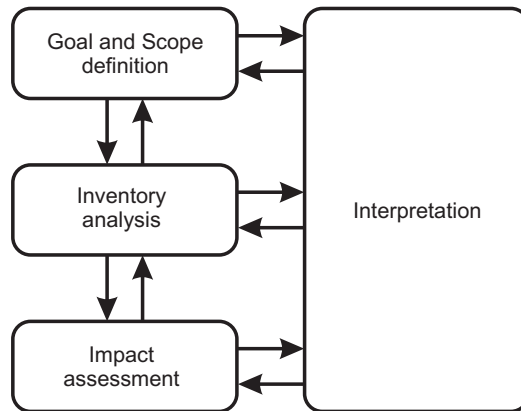 Goal and Scope
definition
Inventory
analysis
Interpretation
Impact
assessment